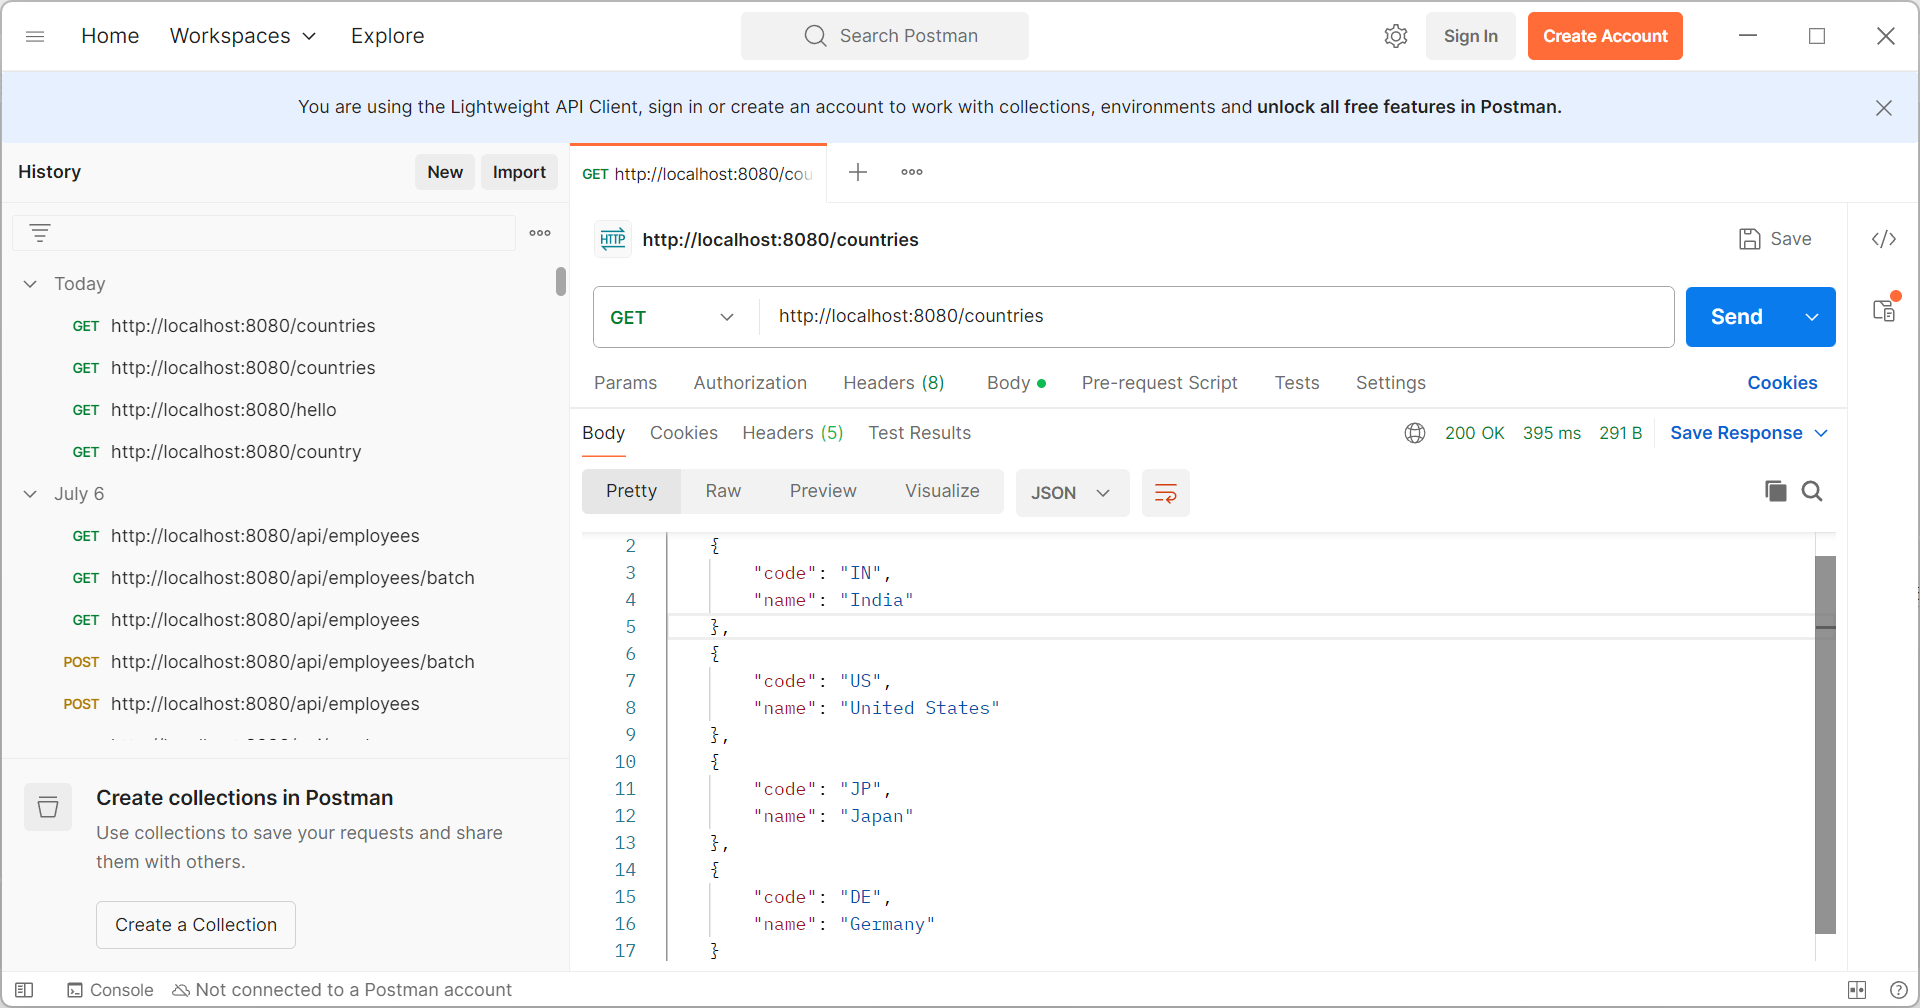 Home Workspaces Explore Search Postman Sign In Create Account
You are using the Lightweight API Client, sign in or create an account to work with collections, environments and unlock all free features in Postman.
History New Import
Today
GET http://localhost:8080/countries
GET http://localhost:8080/countries
GET http://localhost:8080/hello
GET http://localhost:8080/country
July 6
GET http://localhost:8080/api/employees
GET http://localhost:8080/api/employees/batch
GET http://localhost:8080/api/employees
POST http://localhost:8080/api/employees/batch
POST http://localhost:8080/api/employees
Create collections in Postman
Use collections to save your requests and share
them with others.
Create a Collection
GET http://localhost:8080/cou
HTTP http://localhost:8080/countries Save </>
GET http://localhost:8080/countries Send
Params Authorization Headers (8) Body Pre-request Script Tests Settings Cookies
Body Cookies Headers (5) Test Results 200 OK 395 ms 291 B Save Response
Pretty Raw Preview Visualize JSON
2 {
3 "code": "IN",
4 "name": "India"
5 },
6 {
7 "code": "US",
8 "name": "United States"
9 },
10 {
11 "code": "JP",
12 "name": "Japan"
13 },
14 {
15 "code": "DE",
16 "name": "Germany"
17 }
Console Not connected to a Postman account